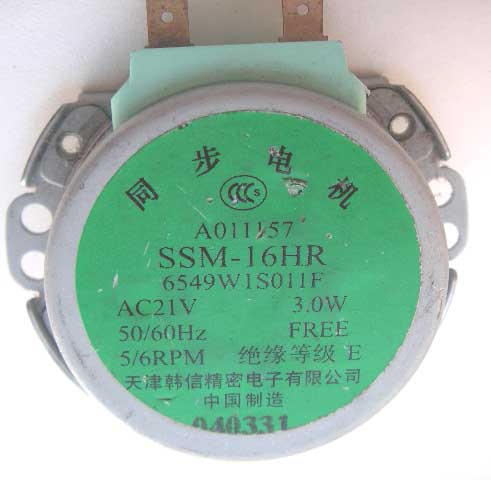 同步电机
CCC S
A011157
SSM-16HR
6549W1S011F
AC21V 3.0W
50/60Hz FREE
5/6RPM 绝缘等级 E
天津韩信精密电子有限公司
中国制造
040331